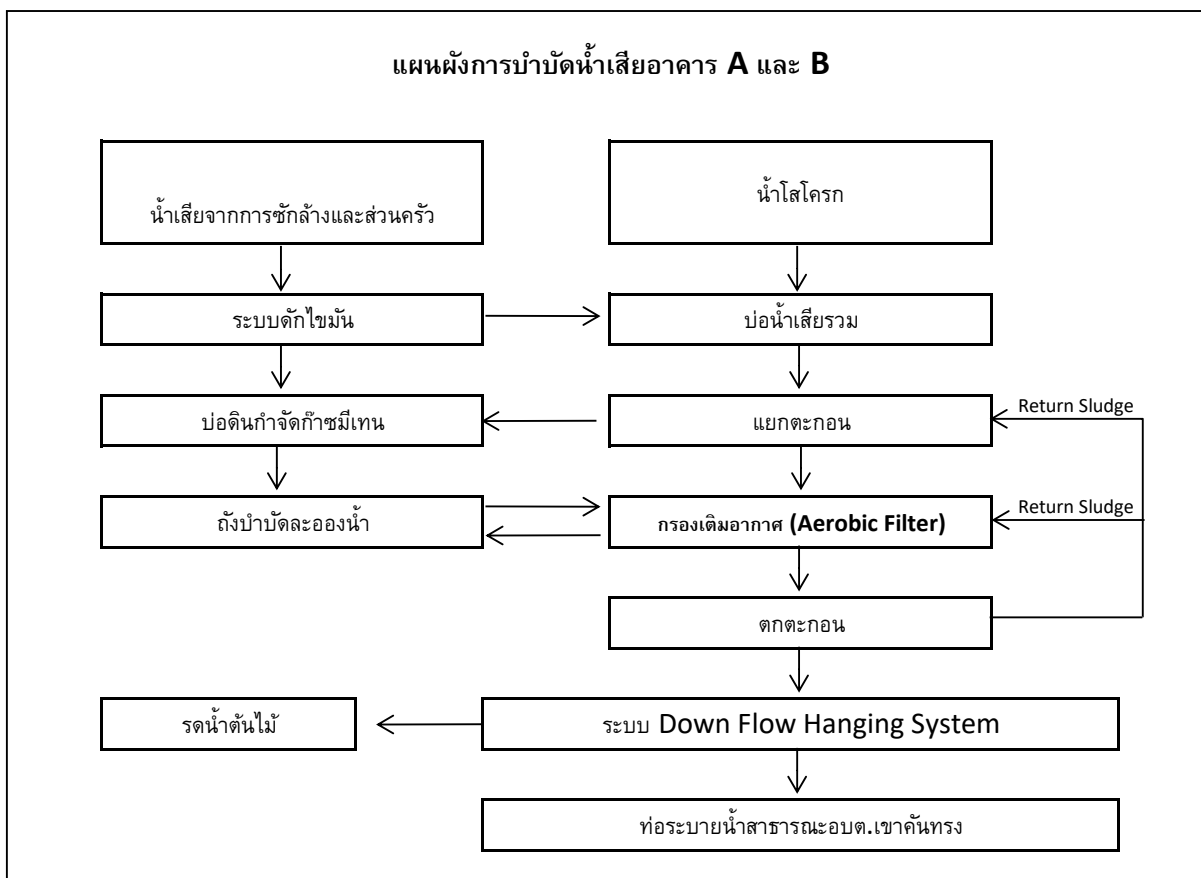 แผนผังการบำบัดน้ำเสียอาคาร A และ B
น้ำเสียจากการซักล้างและส่วนครัว
น้ำโสโครก
ระบบดักไขมัน
บ่อน้ำเสียรวม
บ่อดินกำจัดก๊าซมีเทน
แยกตะกอน
Return Sludge
ถังบำบัดละอองน้ำ
กรองเติมอากาศ (Aerobic Filter)
Return Sludge
ตกตะกอน
รดน้ำต้นไม้
ระบบ Down Flow Hanging System
ท่อระบายน้ำสาธารณะอบต.เขาคันทรง